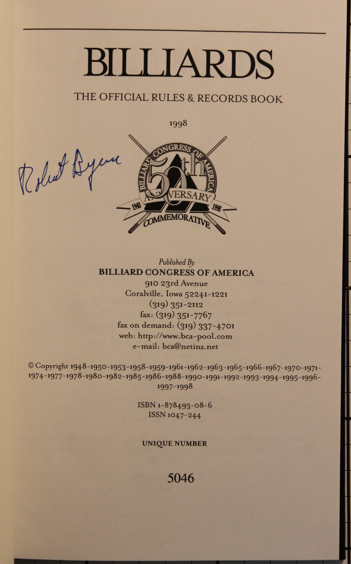 BILLIARDS
THE OFFICIAL RULES & RECORDS BOOK
1998
Robert Byrne
BILLIARD CONGRESS OF AMERICA
50th
ANNIVERSARY
1948 1998
COMMEMORATIVE
Published By
BILLIARD CONGRESS OF AMERICA
910 23rd Avenue
Coralville, Iowa 52241-1221
(319) 351-2112
fax: (319) 351-7767
fax on demand: (319) 337-4701
web: http://www.bca-pool.com
e-mail: bca@netins.net
© Copyright 1948-1950-1953-1958-1959-1961-1962-1963-1965-1966-1967-1970-1971-
1974-1977-1978-1980-1982-1985-1986-1988-1990-1991-1992-1993-1994-1995-1996-
1997-1998
ISBN 1-878493-08-6
ISSN 1047-244
UNIQUE NUMBER
5046